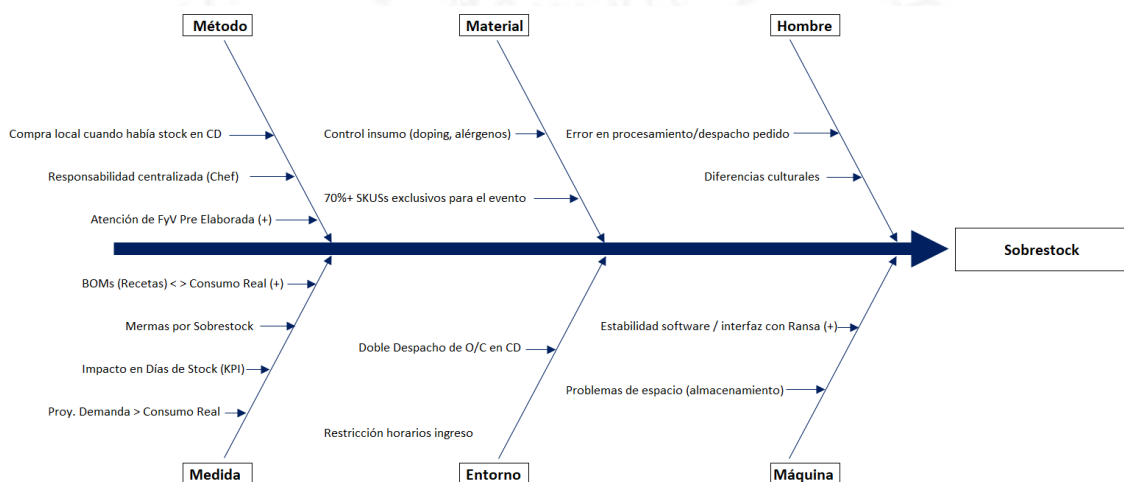 Método
Material
Hombre
Compra local cuando había stock en CD
Control insumo (doping, alérgenos)
Error en procesamiento/despacho pedido
Responsabilidad centralizada (Chef)
Diferencias culturales
70%+ SKUSs exclusivos para el evento
Atención de FyV Pre Elaborada (+)
Sobrestock
BOMs (Recetas) < > Consumo Real (+)
Mermas por Sobrestock
Estabilidad software / interfaz con Ransa (+)
Doble Despacho de O/C en CD
Impacto en Días de Stock (KPI)
Problemas de espacio (almacenamiento)
Proy. Demanda > Consumo Real
Restricción horarios ingreso
Medida
Entorno
Máquina